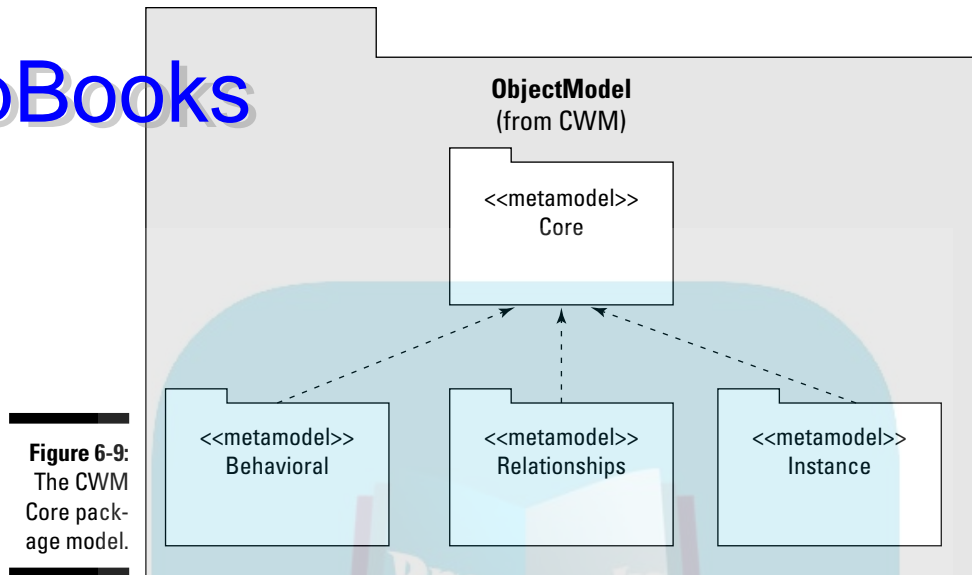 oBooks
ObjectModel
(from CWM)
<<metamodel>>
Core
<<metamodel>>
Behavioral
<<metamodel>>
Relationships
<<metamodel>>
Instance
Figure 6-9:
The CWM
Core pack-
age model.